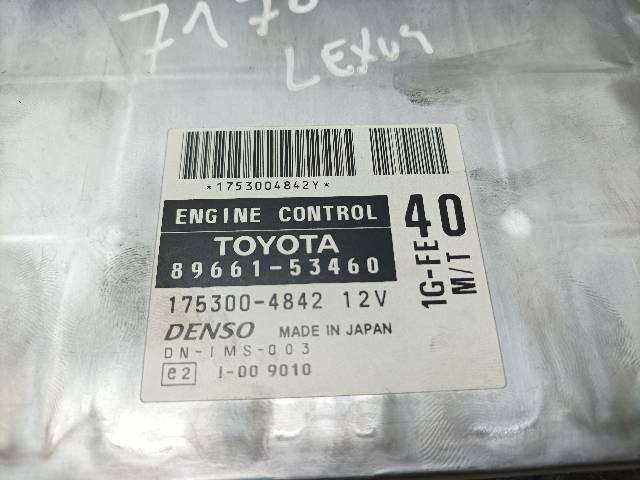 7170
LEXUS
*1753004842Y*
ENGINE CONTROL
TOYOTA
89661-53460
175300-4842 12V
DENSO MADE IN JAPAN
DN-IMS-003
e2 I-00 9010
40
1G-FE
M/T